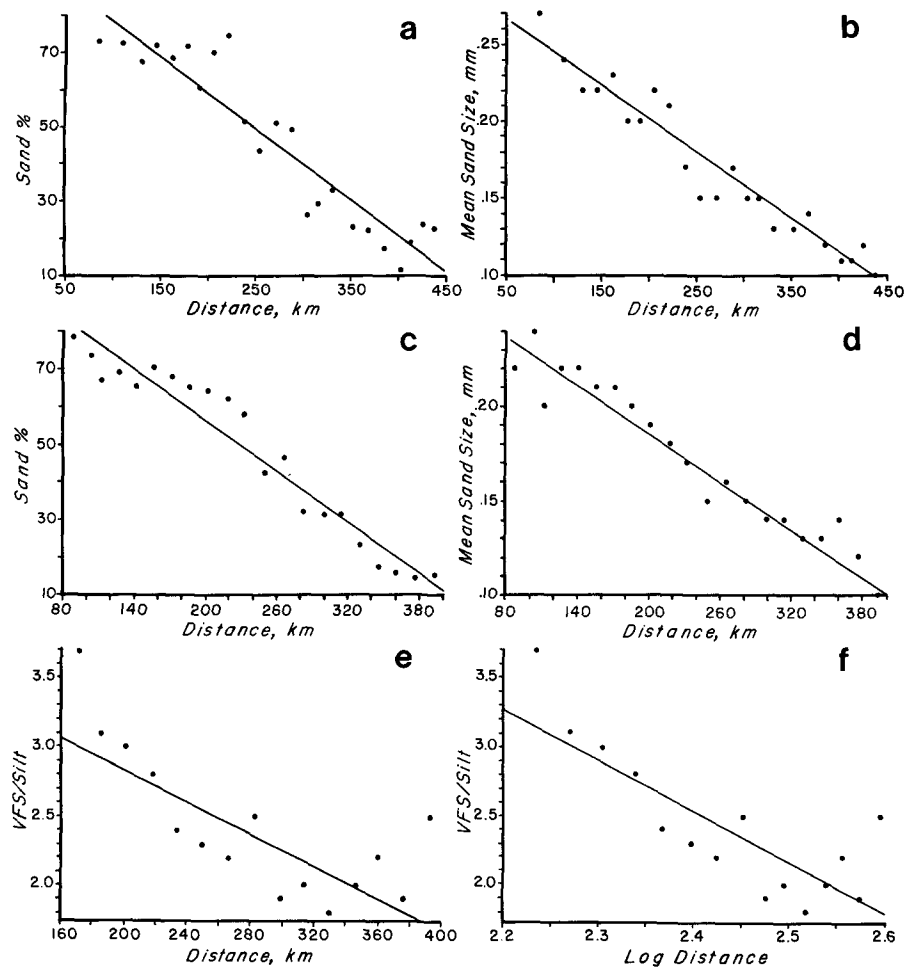 a
70
50
30
10
Sand %
50 150 250 350 450
Distance, km
b
.25
.20
.15
.10
Mean Sand Size, mm
50 150 250 350 450
Distance, km
c
70
50
30
10
Sand %
80 140 200 260 320 380
Distance, km
d
.20
.15
.10
Mean Sand Size, mm
80 140 200 260 320 380
Distance, km
e
3.5
3.0
2.5
2.0
VFS/Silt
160 200 240 280 320 360 400
Distance, km
f
3.5
3.0
2.5
2.0
VFS/Silt
2.2 2.3 2.4 2.5 2.6
Log Distance